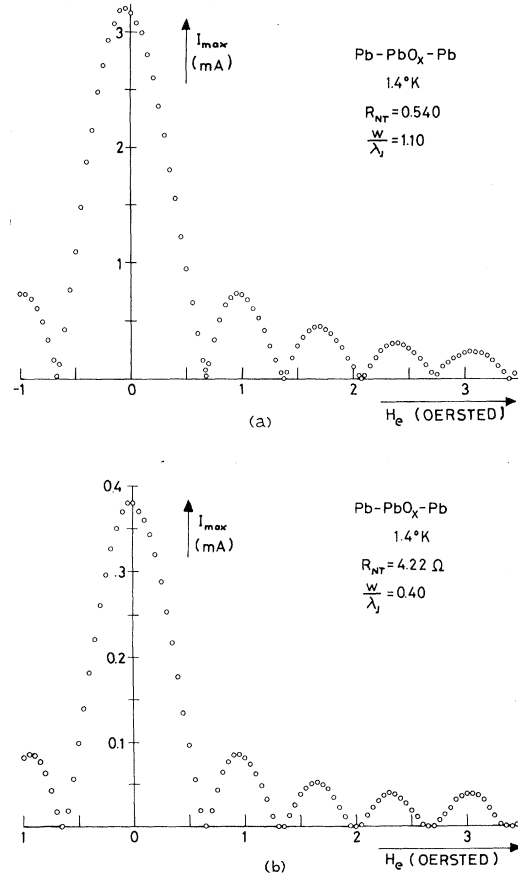 3
I_max
(mA)
Pb-PbO_x-Pb
1.4°K
R_NT=0.540
W/λ_J=1.10
2
1
-1 0 1 2 3
H_e (OERSTED)
(a)
0.4
I_max
(mA)
Pb-PbO_x-Pb
1.4°K
R_NT=4.22 Ω
W/λ_J=0.40
.3
0.2
0.1
1 0 1 2 3
H_e (OERSTED)
(b)